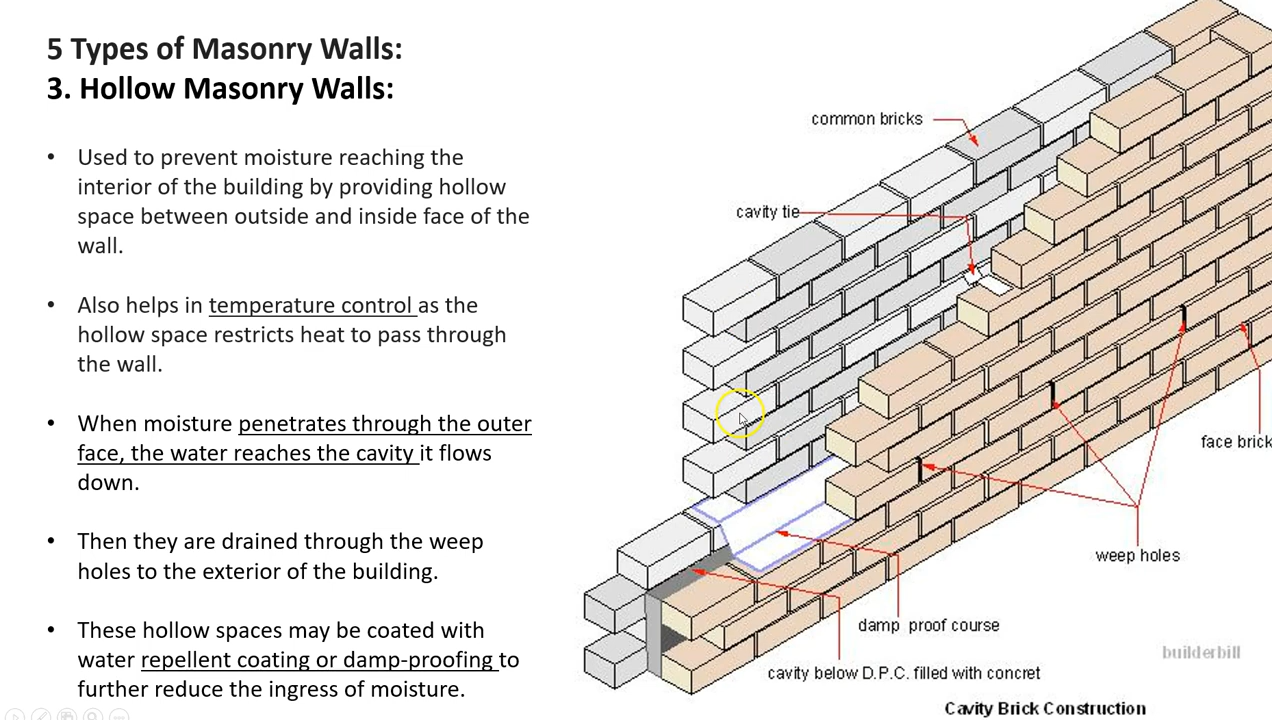 5 Types of Masonry Walls:
3. Hollow Masonry Walls:
• Used to prevent moisture reaching the
interior of the building by providing hollow
space between outside and inside face of the
wall.
• Also helps in temperature control as the
hollow space restricts heat to pass through
the wall.
• When moisture penetrates through the outer
face, the water reaches the cavity it flows
down.
• Then they are drained through the weep
holes to the exterior of the building.
• These hollow spaces may be coated with
water repellent coating or damp-proofing to
further reduce the ingress of moisture.
common bricks
cavity tie
face brick
weep holes
damp proof course
cavity below D.P.C. filled with concret
builderbill
Cavity Brick Construction